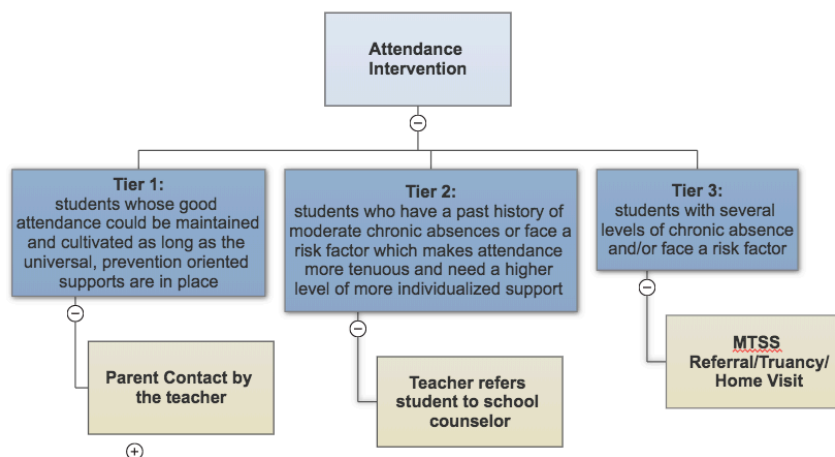 Attendance
Intervention
Tier 1:
students whose good
attendance could be maintained
and cultivated as long as the
universal, prevention oriented
supports are in place
Tier 2:
students who have a past history of
moderate chronic absences or face a
risk factor which makes attendance
more tenuous and need a higher
level of more individualized support
Tier 3:
students with several
levels of chronic absence
and/or face a risk factor
Parent Contact by
the teacher
Teacher refers
student to school
counselor
MTSS
Referral/Truancy/
Home Visit